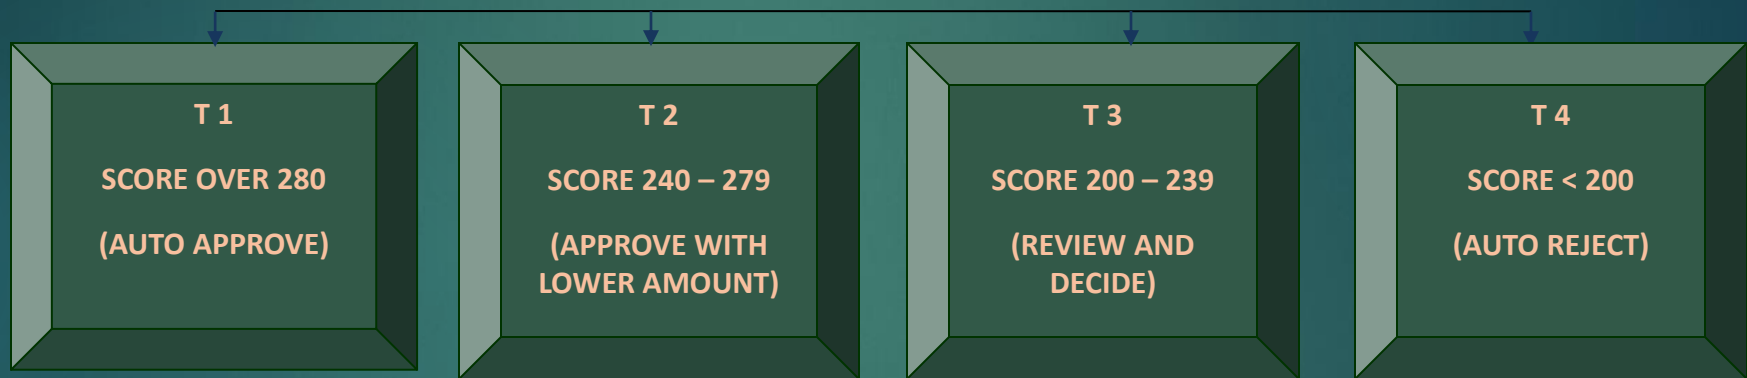 T 1
SCORE OVER 280
(AUTO APPROVE)
T 2
SCORE 240 – 279
(APPROVE WITH
LOWER AMOUNT)
T 3
SCORE 200 – 239
(REVIEW AND
DECIDE)
T 4
SCORE < 200
(AUTO REJECT)